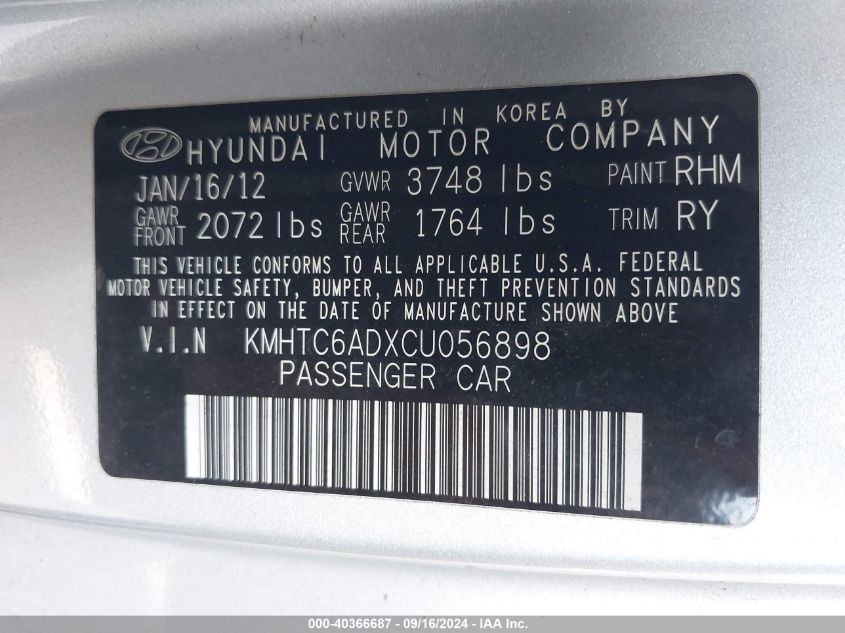 MANUFACTURED IN KOREA BY
HYUNDAI MOTOR COMPANY
JAN/16/12 GVWR 3748 lbs PAINT RHM
GAWR FRONT 2072 lbs GAWR REAR 1764 lbs TRIM RY
THIS VEHICLE CONFORMS TO ALL APPLICABLE U.S.A. FEDERAL
MOTOR VEHICLE SAFETY, BUMPER, AND THEFT PREVENTION STANDARDS
IN EFFECT ON THE DATE OF MANUFACTURE SHOWN ABOVE
V.I.N KMHTC6ADXCU056898
PASSENGER CAR
000-40366687 - 09/16/2024 - IAA Inc.